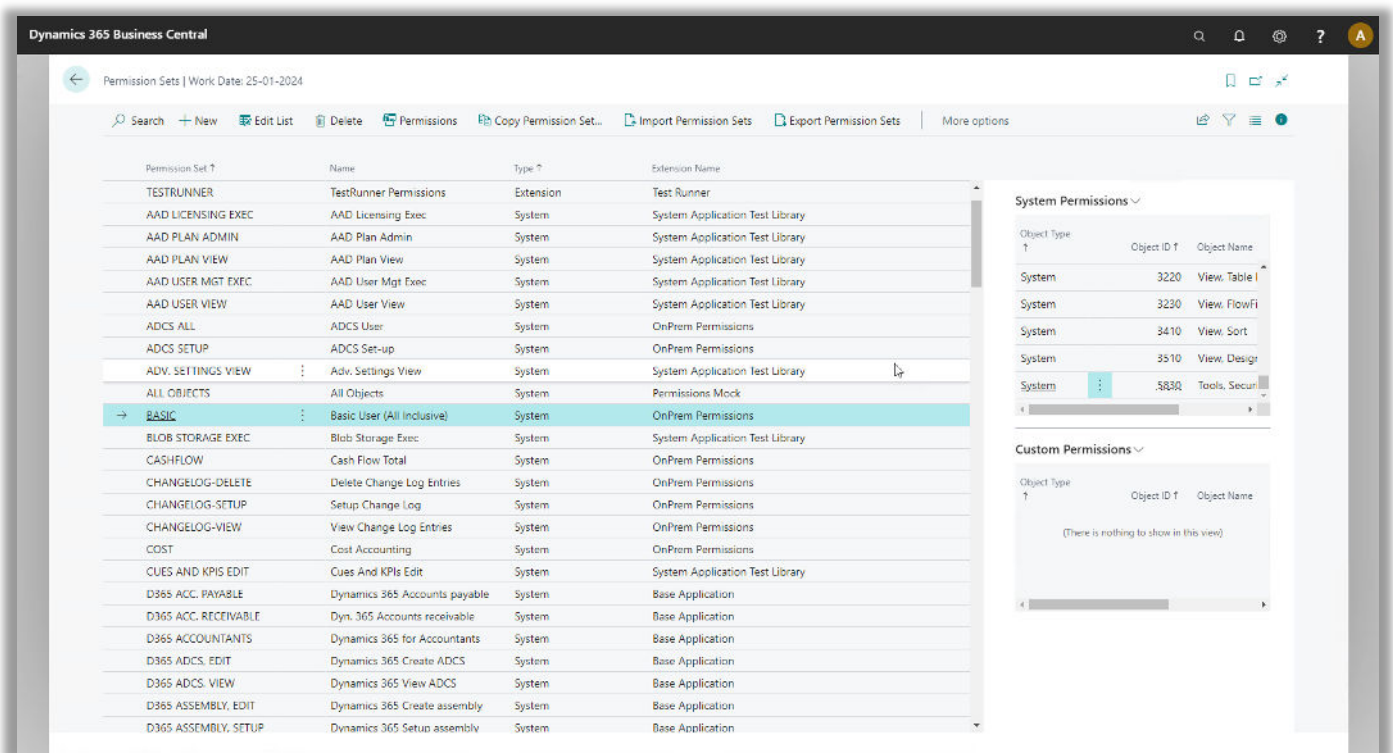 Dynamics 365 Business Central
? A
Permission Sets | Work Date: 25-01-2024
Search + New Edit List Delete Permissions Copy Permission Set... Import Permission Sets Export Permission Sets More options
Permission Set ↑ Name Type ↑ Extension Name
TESTRUNNER TestRunner Permissions Extension Test Runner
AAD LICENSING EXEC AAD Licensing Exec System System Application Test Library
AAD PLAN ADMIN AAD Plan Admin System System Application Test Library
AAD PLAN VIEW AAD Plan View System System Application Test Library
AAD USER MGT EXEC AAD User Mgt Exec System System Application Test Library
AAD USER VIEW AAD User View System System Application Test Library
ADCS ALL ADCS User System OnPrem Permissions
ADCS SETUP ADCS Set-up System OnPrem Permissions
ADV. SETTINGS VIEW Adv. Settings View System System Application Test Library
ALL OBJECTS All Objects System Permissions Mock
→ BASIC Basic User (All Inclusive) System OnPrem Permissions
BLOB STORAGE EXEC Blob Storage Exec System System Application Test Library
CASHFLOW Cash Flow Total System OnPrem Permissions
CHANGELOG-DELETE Delete Change Log Entries System OnPrem Permissions
CHANGELOG-SETUP Setup Change Log System OnPrem Permissions
CHANGELOG-VIEW View Change Log Entries System OnPrem Permissions
COST Cost Accounting System OnPrem Permissions
CUES AND KPIS EDIT Cues And KPIs Edit System System Application Test Library
D365 ACC. PAYABLE Dynamics 365 Accounts payable System Base Application
D365 ACC. RECEIVABLE Dyn. 365 Accounts receivable System Base Application
D365 ACCOUNTANTS Dynamics 365 for Accountants System Base Application
D365 ADCS, EDIT Dynamics 365 Create ADCS System Base Application
D365 ADCS, VIEW Dynamics 365 View ADCS System Base Application
D365 ASSEMBLY, EDIT Dynamics 365 Create assembly System Base Application
D365 ASSEMBLY, SETUP Dynamics 365 Setup assembly System Base Application
System Permissions
Object Type
↑ Object ID ↑ Object Name
System 3220 View, Table
System 3230 View, FlowFi
System 3410 View, Sort
System 3510 View, Design
System 5830 Tools, Securi
Custom Permissions
Object Type
↑ Object ID ↑ Object Name
(There is nothing to show in this view)